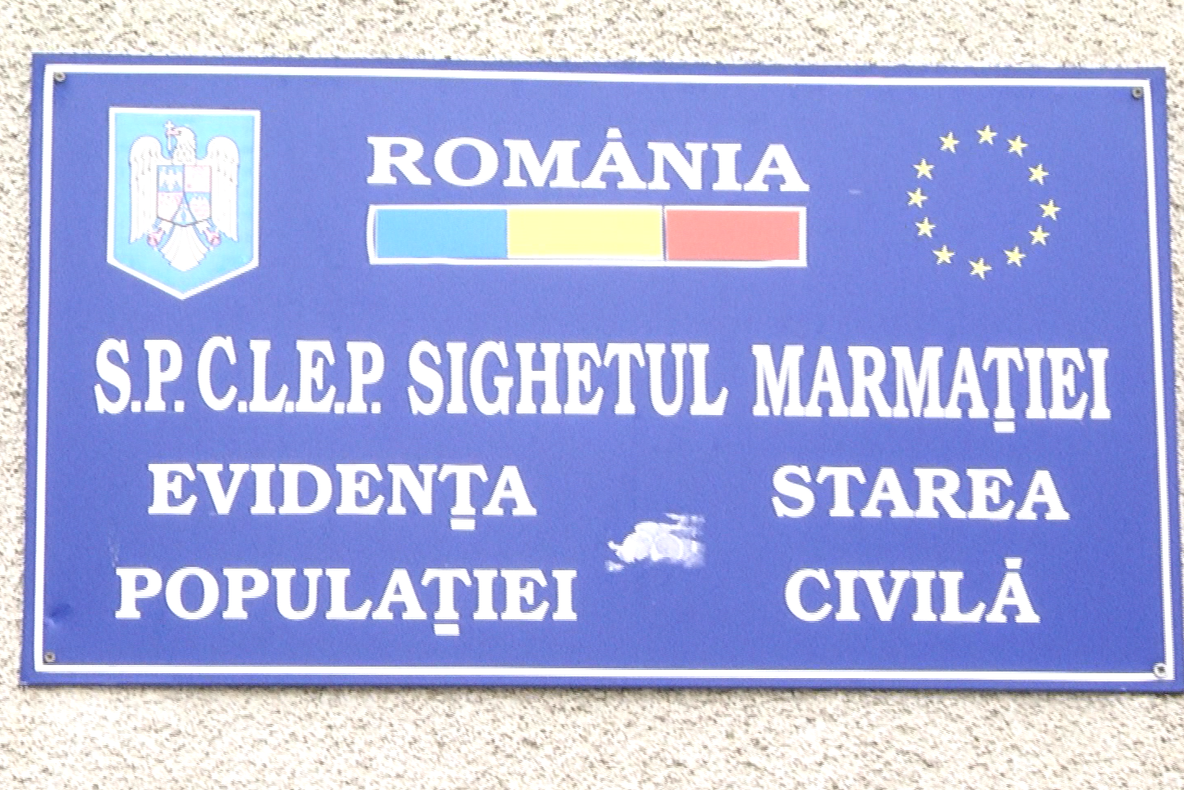 ROMÂNIA
S.P.C.L.E.P. SIGHETUL MARMAȚIEI
EVIDENȚA STAREA
POPULAȚIEI CIVILĂ